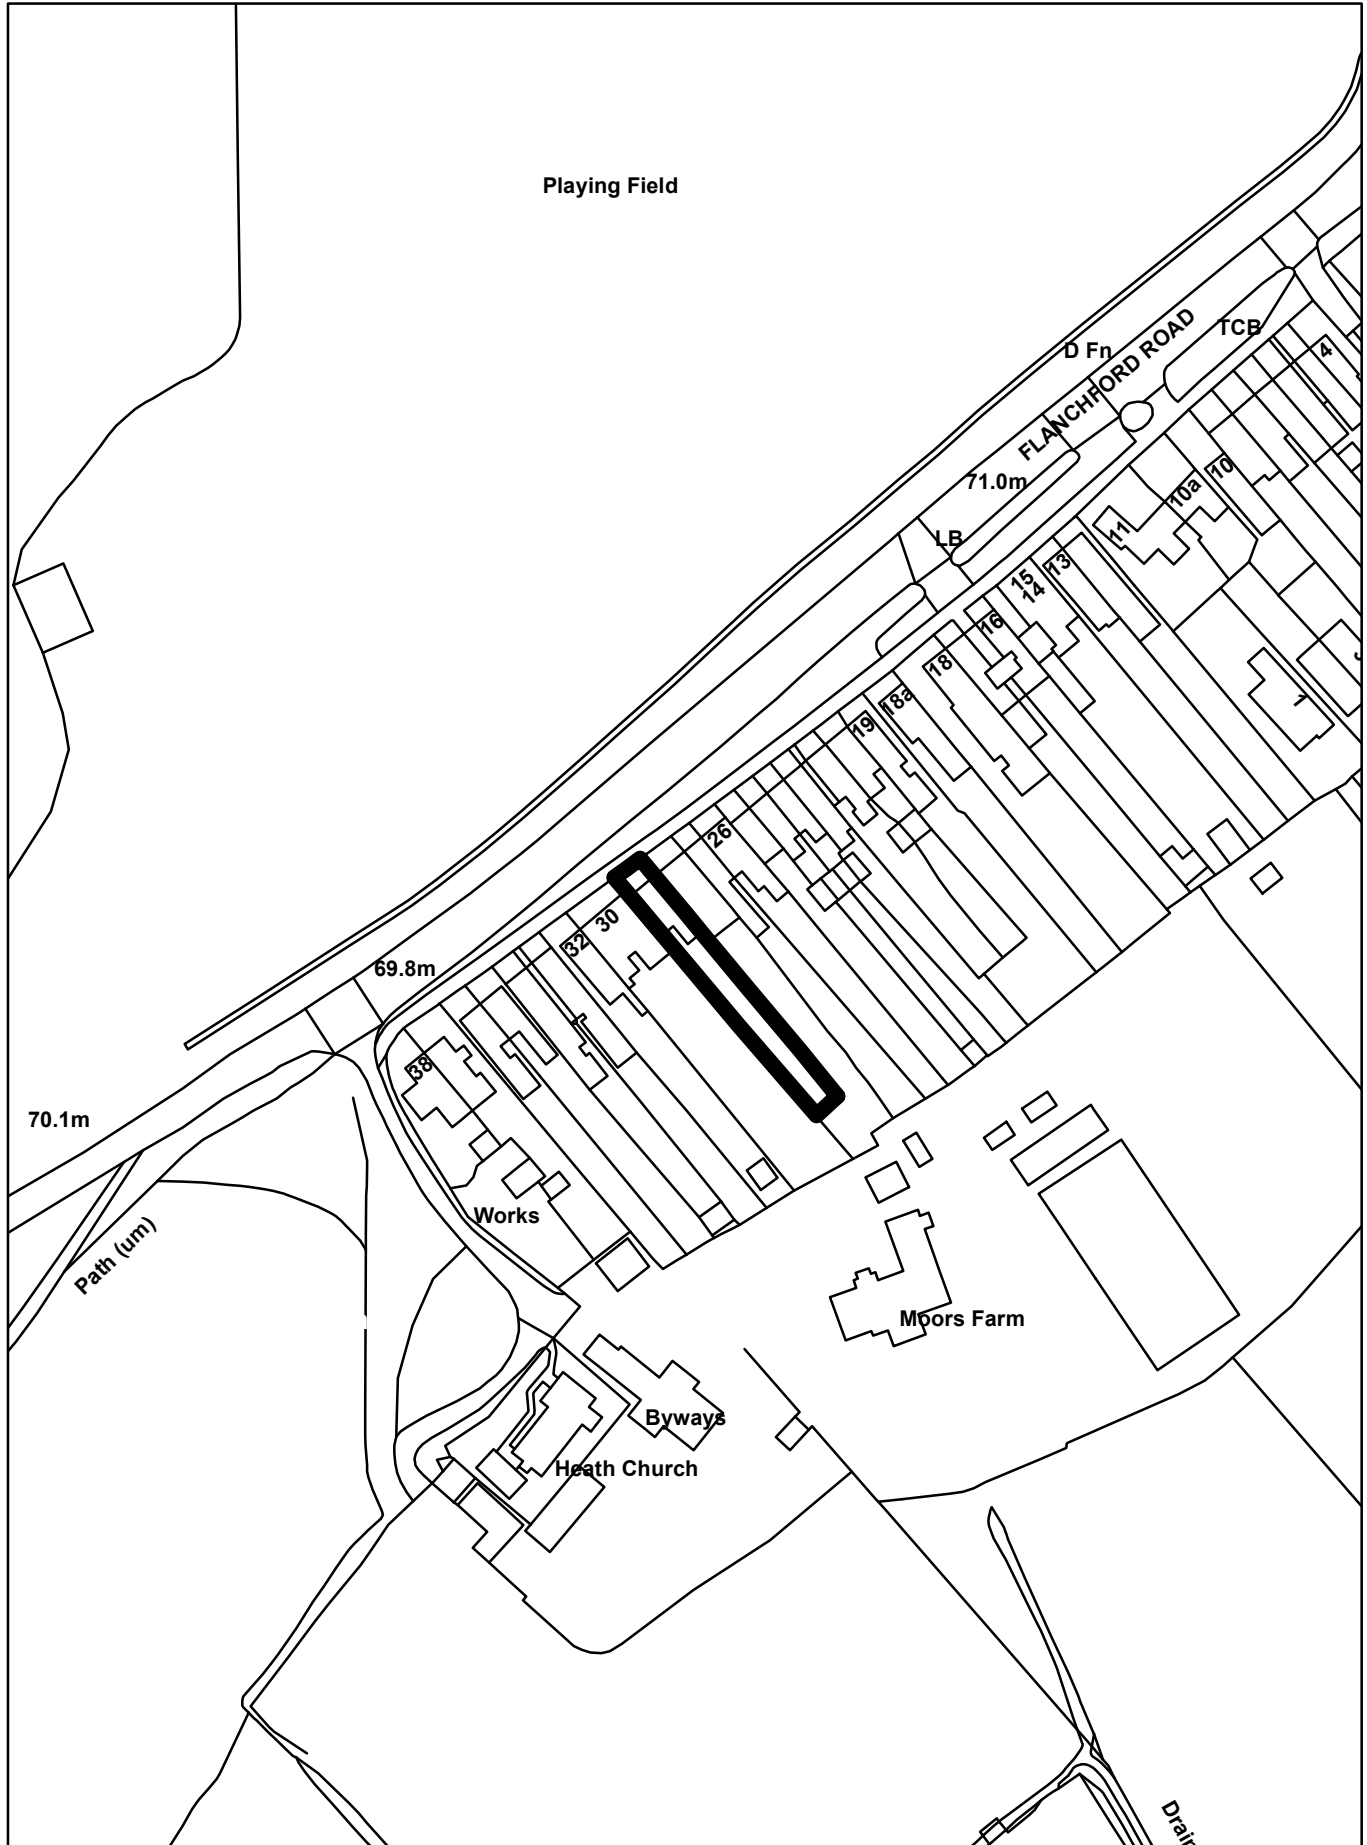 Playing Field
TCB
D Fn
FLANCHFORD ROAD
4
71.0m
10
10a
11
LB
13
15
14
16
18
1
18a
19
26
30
32
69.8m
38
70.1m
Works
Path (um)
Moors Farm
Byways
Heath Church
Drain